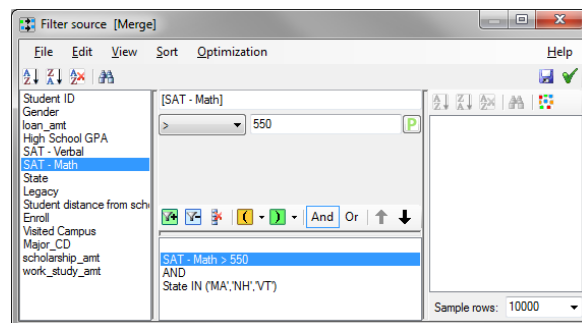 Filter source [Merge]
File Edit View Sort Optimization Help
Student ID
Gender
loan_amt
High School GPA
SAT - Verbal
SAT - Math
State
Legacy
Student distance from sch
Enroll
Visited Campus
Major_CD
scholarship_amt
work_study_amt
[SAT - Math]
> 550 P
( ) And Or
SAT - Math > 550
AND
State IN ('MA','NH','VT')
Sample rows: 10000